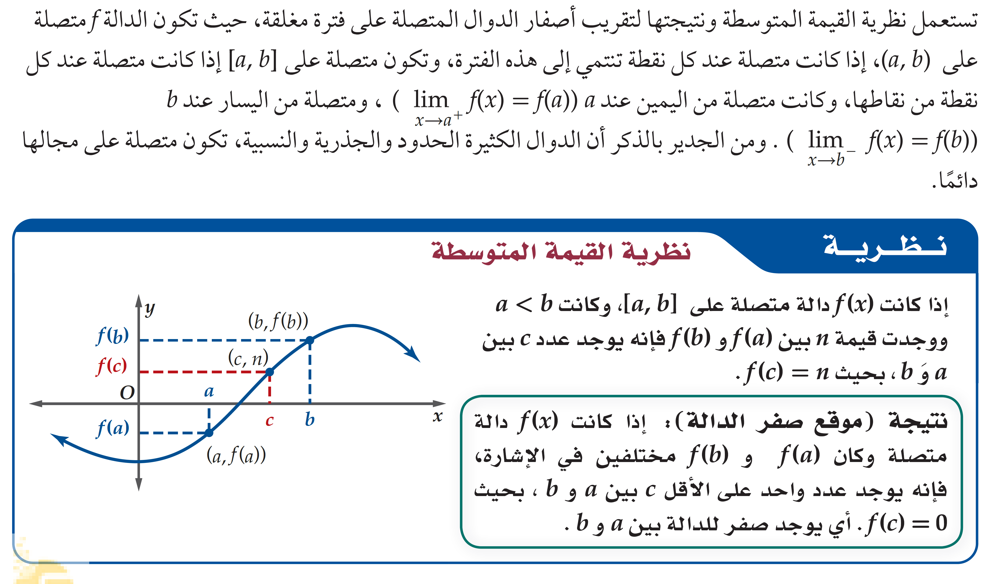 تستعمل نظرية القيمة المتوسطة ونتيجتها لتقريب أصفار الدوال المتصلة على فترة مغلقة، حيث تكون الدالة f متصلة
على (a, b)، إذا كانت متصلة عند كل نقطة تنتمي إلى هذه الفترة، وتكون متصلة على [a, b] إذا كانت متصلة عند كل
نقطة من نقاطها، وكانت متصلة من اليمين عند a ( lim x→a⁺ f(x) = f(a)) ، ومتصلة من اليسار عند b
( lim x→b⁻ f(x) = f(b)) . ومن الجدير بالذكر أن الدوال الكثيرة الحدود والجذرية والنسبية، تكون متصلة على مجالها
دائمًا.
نـظـريـة
نظرية القيمة المتوسطة
إذا كانت f(x) دالة متصلة على [a, b]، وكانت a < b
ووجدت قيمة n بين f(a) و f(b) فإنه يوجد عدد c بين
a وَ b ، بحيث f(c) = n .
نتيجة (موقع صفر الدالة): إذا كانت f(x) دالة
متصلة وكان f(a) و f(b) مختلفين في الإشارة،
فإنه يوجد عدد واحد على الأقل c بين a و b ، بحيث
f(c) = 0 . أي يوجد صفر للدالة بين a و b .
y
(b, f(b))
f(b)
(c, n)
f(c)
a
O
c
b
x
f(a)
(a, f(a))